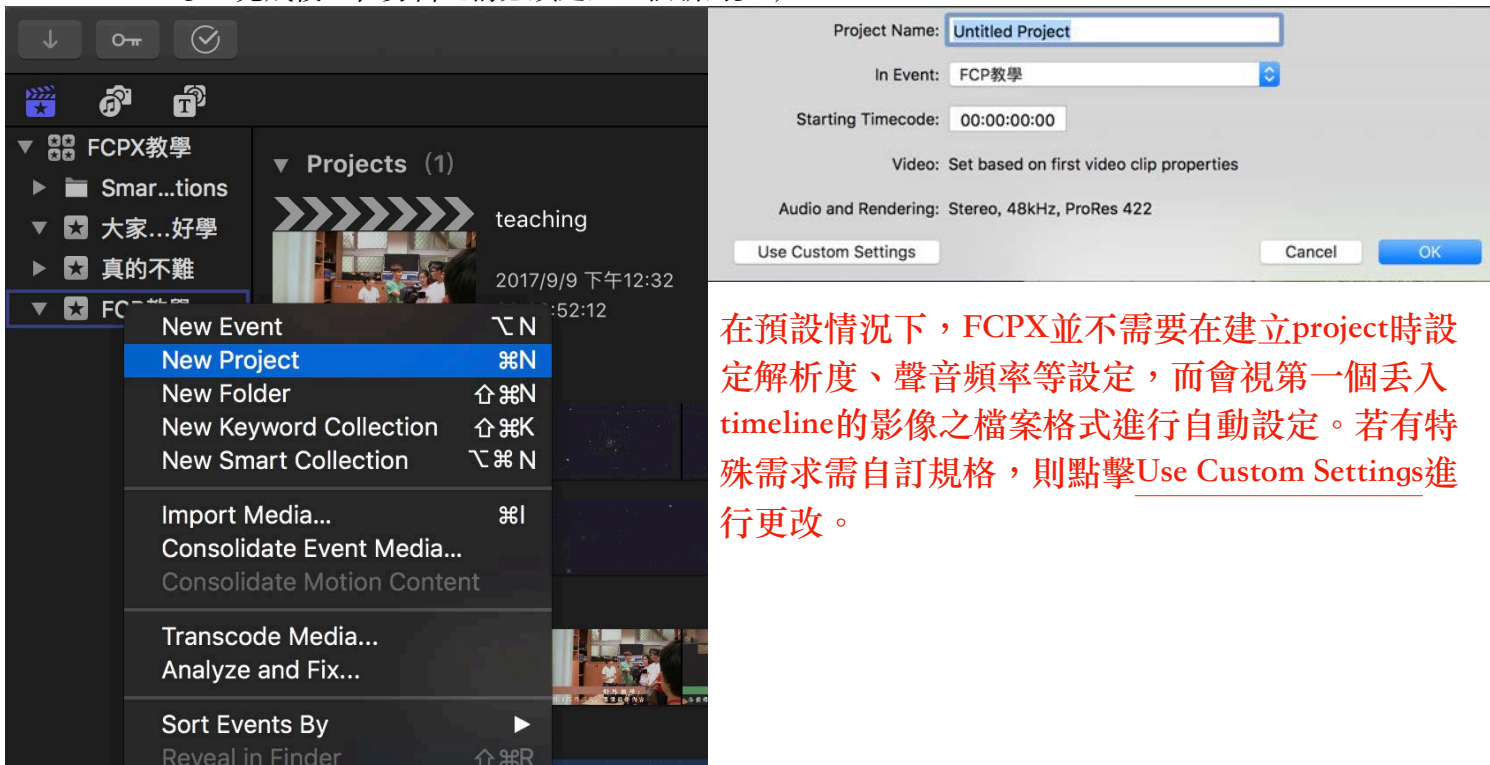 FCPX教學
Smar...tions
大家...好學
真的不難
Projects (1)
teaching
2017/9/9 下午12:32
:52:12
New Event ⌥N
New Project ⌘N
New Folder ⇧⌘N
New Keyword Collection ⇧⌘K
New Smart Collection ⌥⌘N
Import Media... ⌘I
Consolidate Event Media...
Consolidate Motion Content
Transcode Media...
Analyze and Fix...
Sort Events By
Reveal in Finder ⇧⌘R
Project Name: Untitled Project
In Event: FCP教學
Starting Timecode: 00:00:00:00
Video: Set based on first video clip properties
Audio and Rendering: Stereo, 48kHz, ProRes 422
Use Custom Settings Cancel OK
在預設情況下，FCPX並不需要在建立project時設
定解析度、聲音頻率等設定，而會視第一個丟入
timeline的影像之檔案格式進行自動設定。若有特
殊需求需自訂規格，則點擊Use Custom Settings進
行更改。